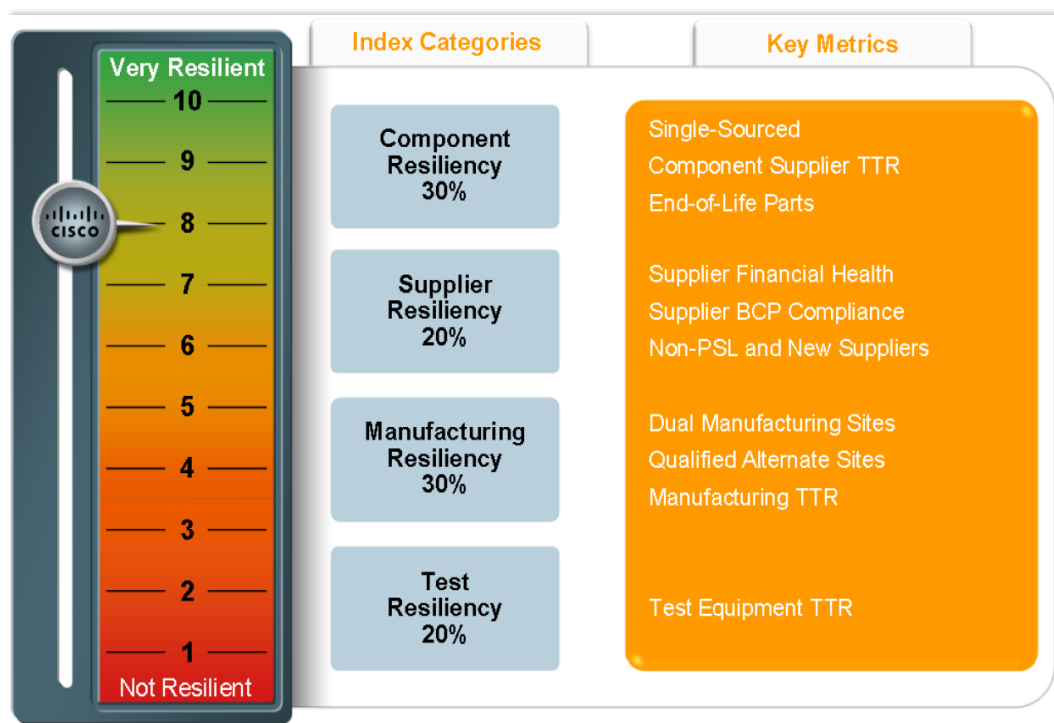 Index Categories
Key Metrics
Very Resilient
10
9
8
7
6
5
4
3
2
1
Not Resilient
CISCO
Component
Resiliency
30%
Single-Sourced
Component Supplier TTR
End-of-Life Parts
Supplier
Resiliency
20%
Supplier Financial Health
Supplier BCP Compliance
Non-PSL and New Suppliers
Manufacturing
Resiliency
30%
Dual Manufacturing Sites
Qualified Alternate Sites
Manufacturing TTR
Test
Resiliency
20%
Test Equipment TTR